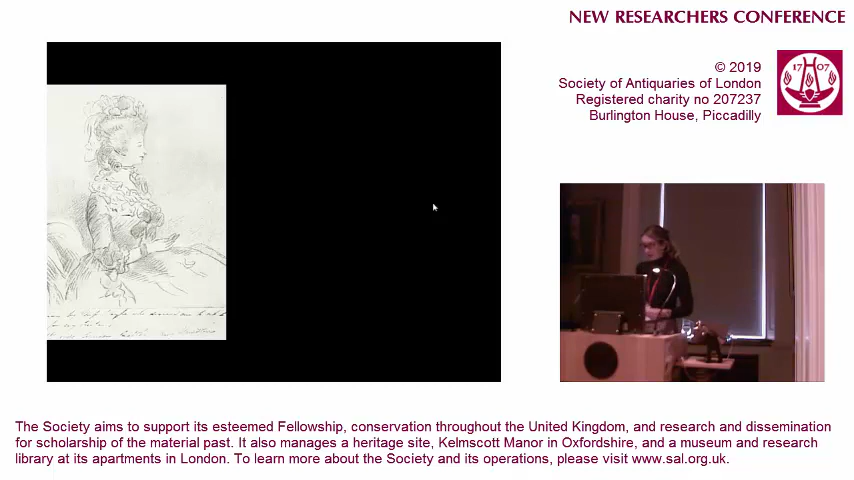 NEW RESEARCHERS CONFERENCE
© 2019
Society of Antiquaries of London
Registered charity no 207237
Burlington House, Piccadilly
17 07
The Society aims to support its esteemed Fellowship, conservation throughout the United Kingdom, and research and dissemination
for scholarship of the material past. It also manages a heritage site, Kelmscott Manor in Oxfordshire, and a museum and research
library at its apartments in London. To learn more about the Society and its operations, please visit www.sal.org.uk.